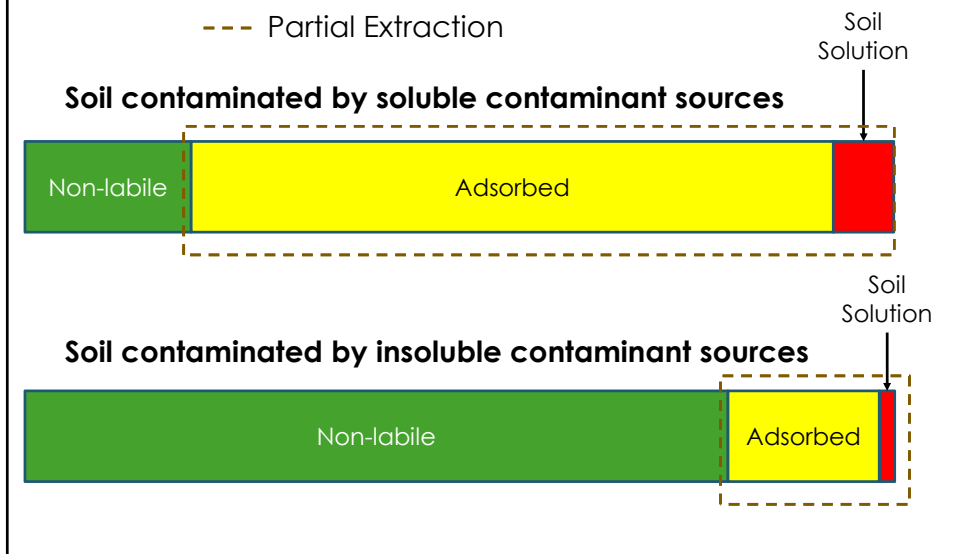 Partial Extraction
Soil
Solution
Soil contaminated by soluble contaminant sources
Non-labile
Adsorbed
Soil
Solution
Soil contaminated by insoluble contaminant sources
Non-labile
Adsorbed